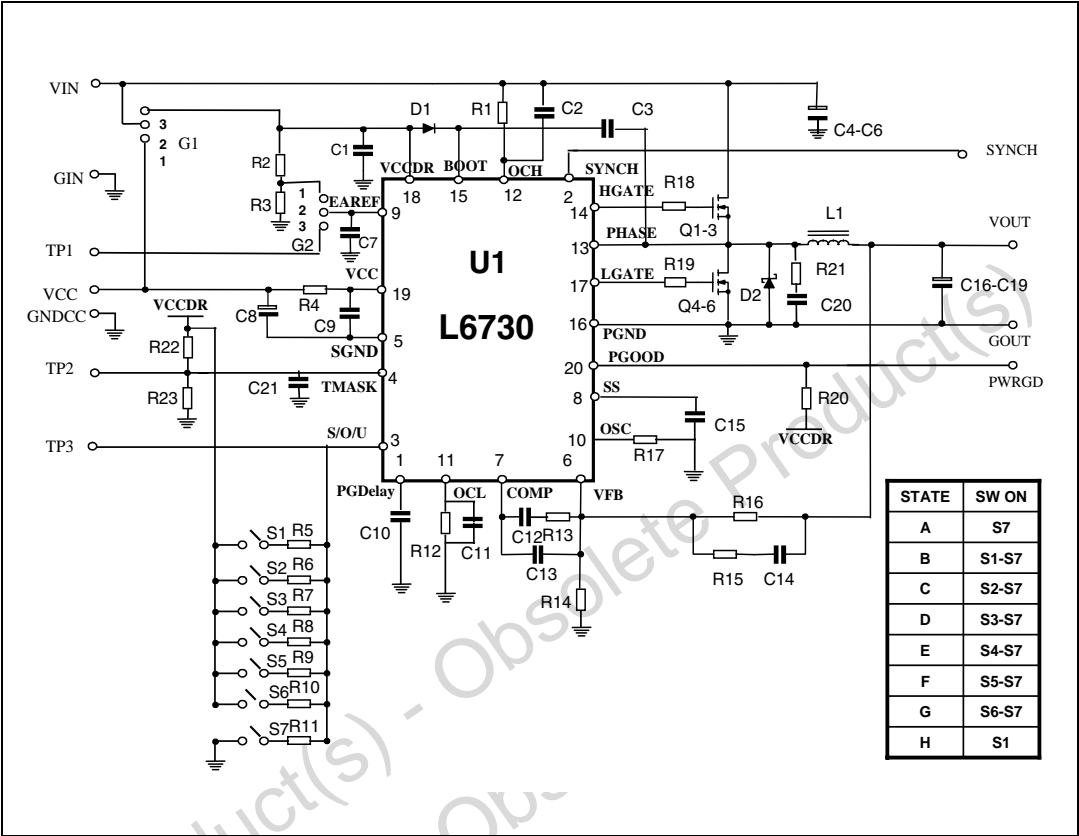 VIN
GIN
TP1
VCC
GNDCC
TP2
TP3
3
2
1
G1
R2
R3
1
2
3
G2
C1
D1
R1
C2
C3
C4-C6
SYNCH
VCCDR
BOOT
OCH
SYNCH
18
15
12
2
EAREF
9
C7
HGATE
14
R18
Q1-3
PHASE
13
L1
VOUT
LGATE
17
R19
Q4-6
D2
R21
C20
C16-C19
VCC
19
R4
C8
C9
SGND
5
U1
L6730
16
PGND
GOUT
PGOOD
20
PWRGD
R20
VCCDR
VCCDR
R22
R23
C21
TMASK
4
SS
8
C15
OSC
10
R17
S/O/U
3
1
11
7
6
PGDelay
OCL
COMP
VFB
C10
R12
C11
C12
R13
C13
R14
R16
R15
C14
S1
R5
S2
R6
S3
R7
S4
R8
S5
R9
S6
R10
S7
R11
STATE SW ON
A S7
B S1-S7
C S2-S7
D S3-S7
E S4-S7
F S5-S7
G S6-S7
H S1
Obsolete Product(s)
duct(s) - Obsolete Product(s)